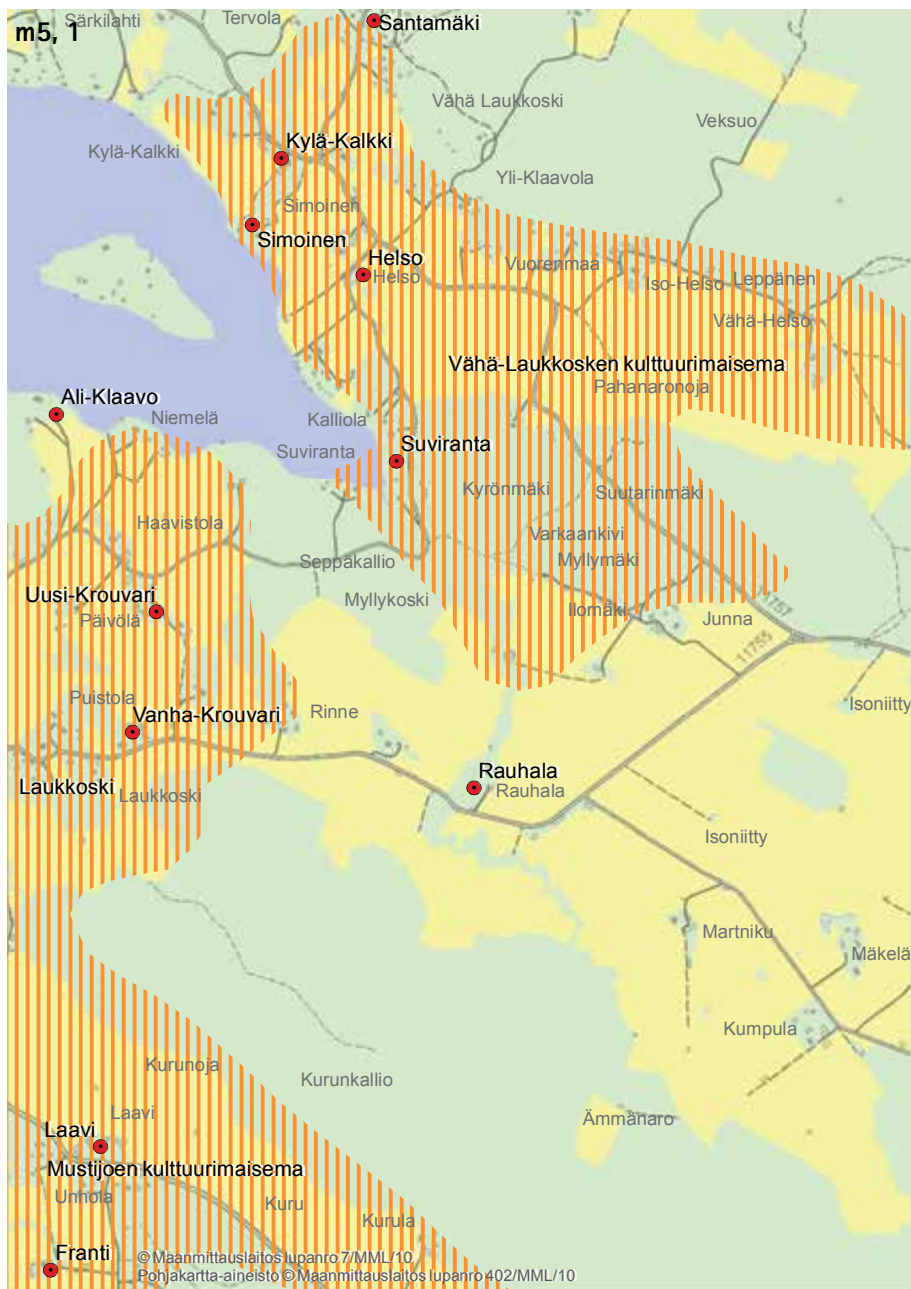 m5, 1
Särkilahti
Tervola
Santamäki
Vähä Laukkoski
Veksuo
Kylä-Kalkki
Kylä-Kalkki
Yli-Klaavola
Simoinen
Simoinen
Helso
Helso
Vuorenmaa
Iso-Helso
Leppänen
Vähä-Helso
Vähä-Laukkosken kulttuurimaisema
Pahanaronoja
Ali-Klaavo
Niemelä
Kalliola
Suviranta
Suviranta
Kyrönmäki
Suutarinmäki
Haavistola
Varkaankivi
Myllymäki
Seppäkallio
Uusi-Krouvari
Päivölä
Myllykoski
Ilomäki
Junna
11757
11755
Puistola
Vanha-Krouvari
Rinne
Isoniitty
Rauhala
Rauhala
Laukkoski
Laukkoski
Isoniitty
Martniku
Mäkelä
Kumpula
Kurunoja
Kurunkallio
Laavi
Ämmänaro
Laavi
Mustijoen kulttuurimaisema
Unhola
Kuru
Kurula
Franti
© Maanmittauslaitos lupanro 7/MML/10
Pohjakartta-aineisto © Maanmittauslaitos lupanro 402/MML/10